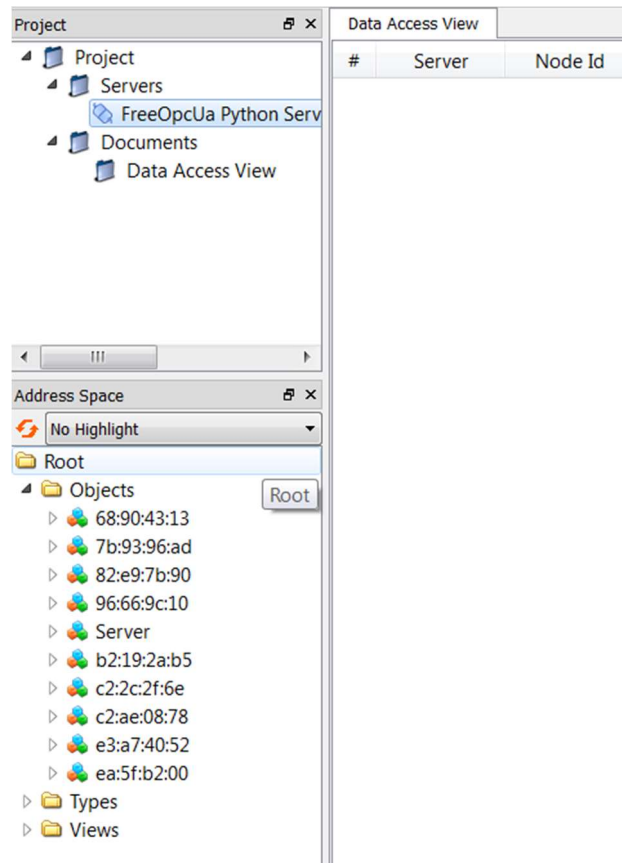 Project
Project
Servers
FreeOpcUa Python Serv
Documents
Data Access View
Address Space
No Highlight
Root
Objects
Root
68:90:43:13
7b:93:96:ad
82:e9:7b:90
96:66:9c:10
Server
b2:19:2a:b5
c2:2c:2f:6e
c2:ae:08:78
e3:a7:40:52
ea:5f:b2:00
Types
Views
Data Access View
# Server Node Id